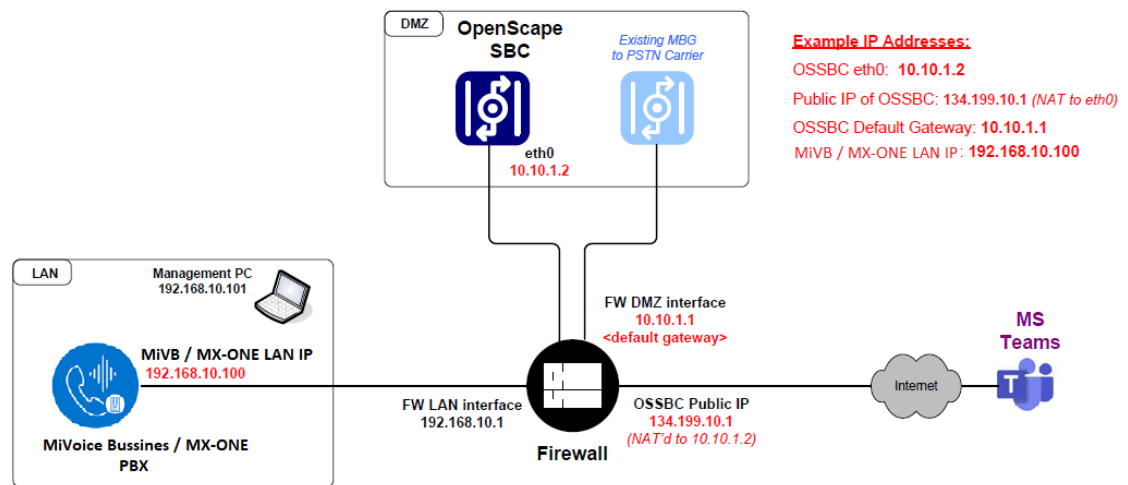 DMZ
OpenScape
SBC
Existing MBG
to PSTN Carrier
eth0
10.10.1.2
Example IP Addresses:
OSSBC eth0: 10.10.1.2
Public IP of OSSBC: 134.199.10.1 (NAT to eth0)
OSSBC Default Gateway: 10.10.1.1
MiVB / MX-ONE LAN IP: 192.168.10.100
LAN
Management PC
192.168.10.101
MiVB / MX-ONE LAN IP
192.168.10.100
MiVoice Bussines / MX-ONE
PBX
FW DMZ interface
10.10.1.1
<default gateway>
FW LAN interface
192.168.10.1
OSSBC Public IP
134.199.10.1
(NAT'd to 10.10.1.2)
Firewall
Internet
MS
Teams
T